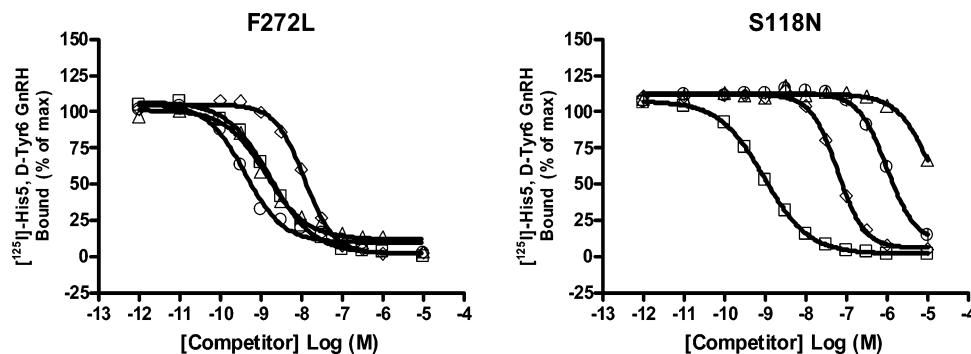 F272L
[¹²⁵I]-His5, D-Tyr6 GnRH
Bound (% of max)
150
125
100
75
50
25
0
-25
-13 -12 -11 -10 -9 -8 -7 -6 -5 -4
[Competitor] Log (M)
S118N
[¹²⁵I]-His5, D-Tyr6 GnRH
Bound (% of max)
150
125
100
75
50
25
0
-25
-13 -12 -11 -10 -9 -8 -7 -6 -5 -4
[Competitor] Log (M)